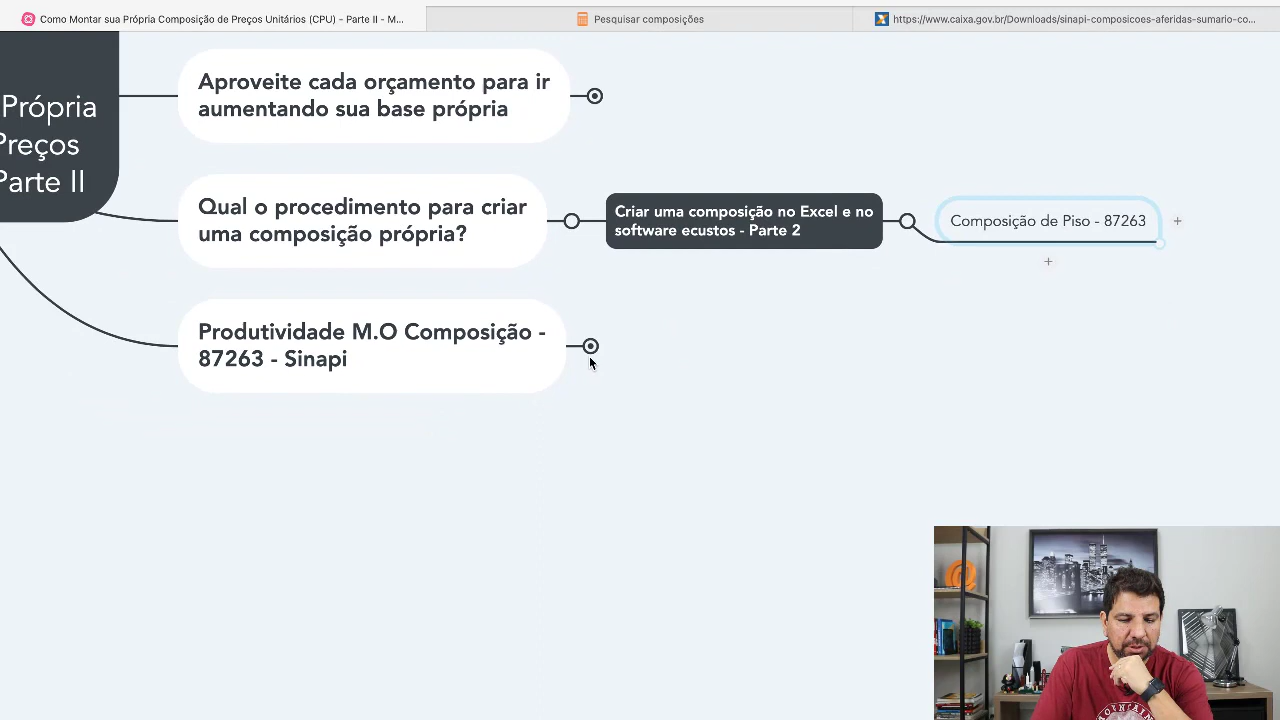 Como Montar sua Própria Composição de Preços Unitários (CPU) – Parte II - M...
Pesquisar composições
https://www.caixa.gov.br/Downloads/sinapi-composicoes-aferidas-sumario-co...
Própria
Preços
Parte II
Aproveite cada orçamento para ir
aumentando sua base própria
Qual o procedimento para criar
uma composição própria?
Criar uma composição no Excel e no
software ecustos - Parte 2
Composição de Piso - 87263
Produtividade M.O Composição -
87263 - Sinapi